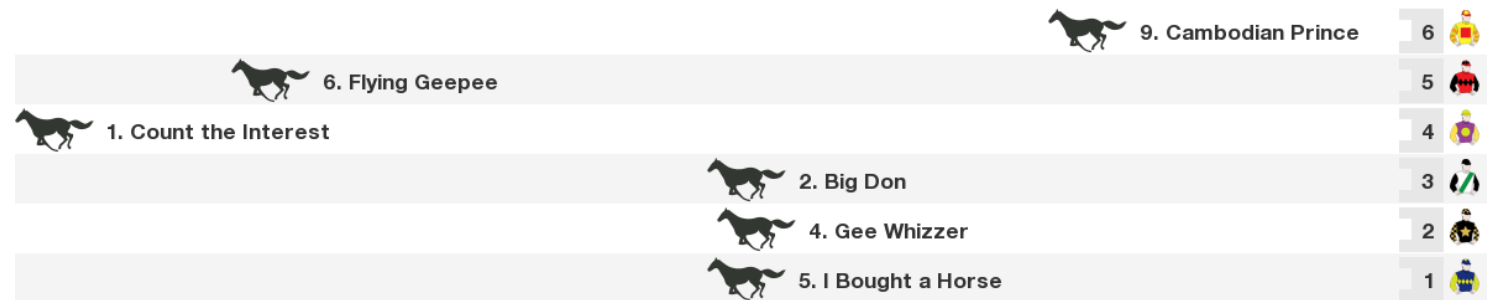 9. Cambodian Prince 6
6. Flying Geepee 5
1. Count the Interest 4
2. Big Don 3
4. Gee Whizzer 2
5. I Bought a Horse 1